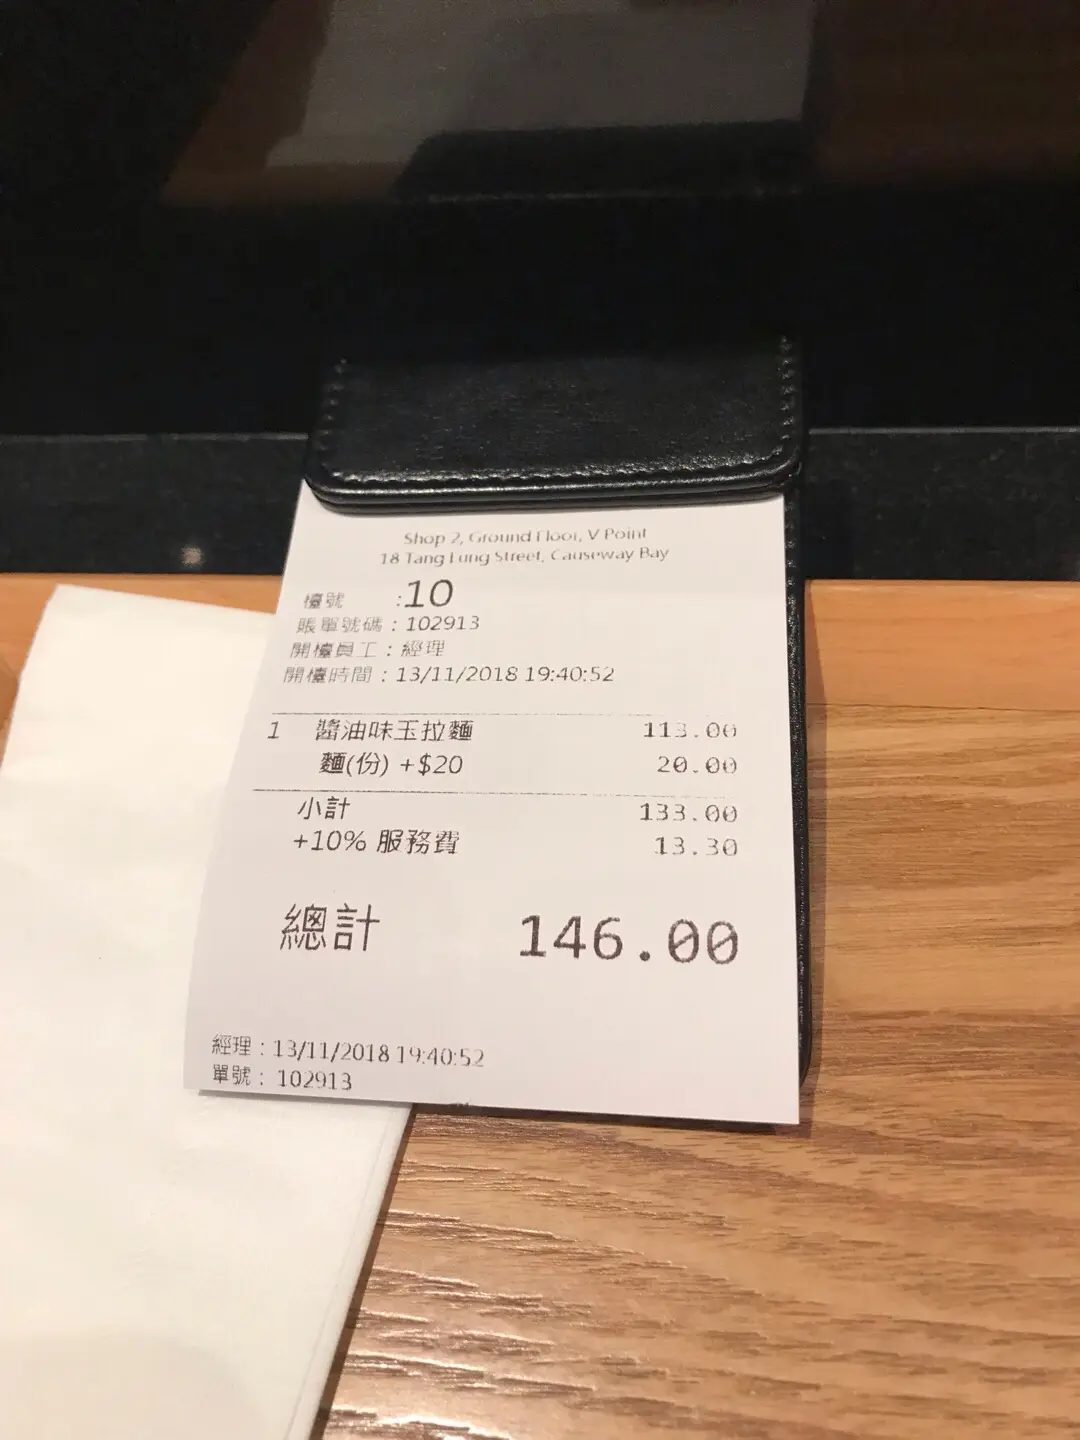 Shop 2, Ground Floor, V Point
18 Tang Lung Street, Causeway Bay
檯號 :10
賬單號碼 : 102913
開檯員工 : 經理
開檯時間 : 13/11/2018 19:40:52
1 醬油味玉拉麵 113.00
麵(份) +$20 20.00
小計 133.00
+10% 服務費 13.30
總計 146.00
經理 : 13/11/2018 19:40:52
單號 : 102913